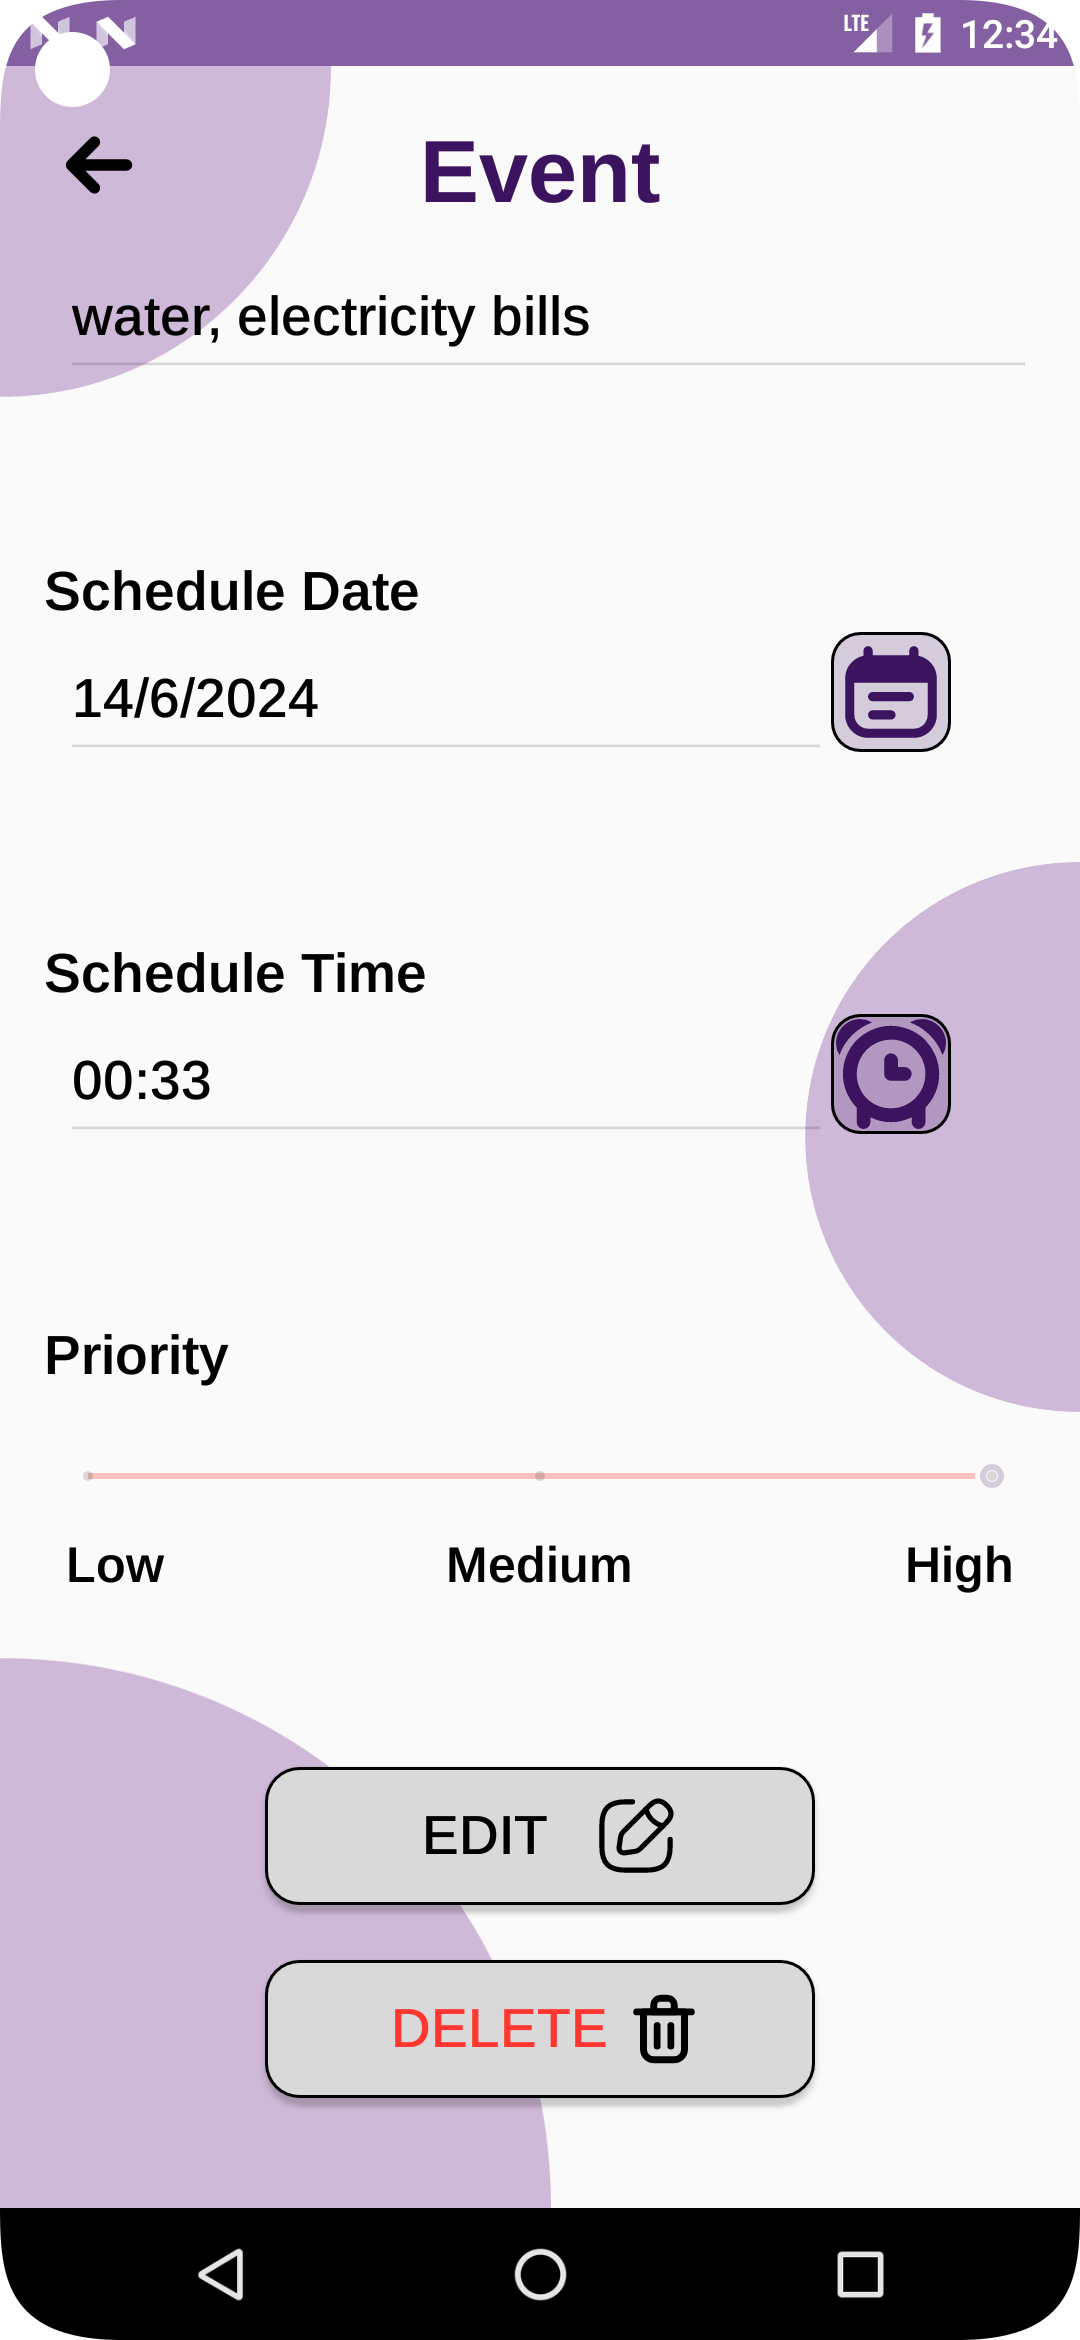 LTE 12:34
Event
water, electricity bills
Schedule Date
14/6/2024
Schedule Time
00:33
Priority
Low Medium High
EDIT
DELETE